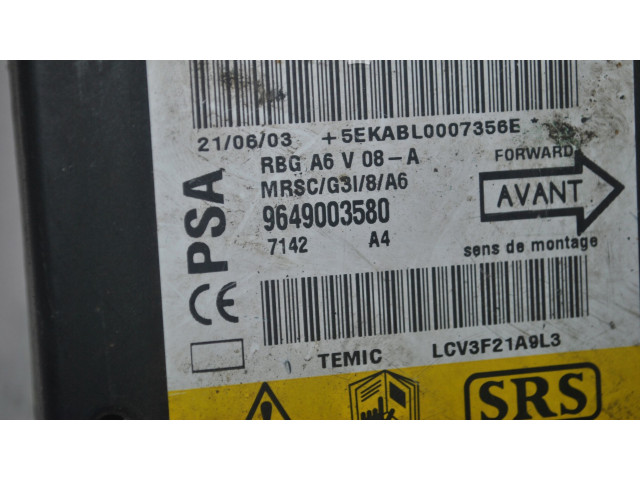 21/06/03 +5EKABL0007356E
RBG A6 V 08-A
FORWARD
MRSC/G3I/8/A6
AVANT
9649003580
7142 A4
sens de montage
PSA
CE
TEMIC LCV3F21A9L3
SRS